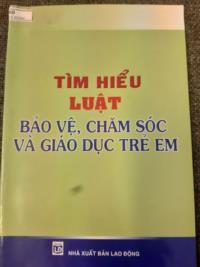 TÌM HIỂU
LUẬT
BẢO VỆ, CHĂM SÓC
VÀ GIÁO DỤC TRẺ EM
NHÀ XUẤT BẢN LAO ĐỘNG